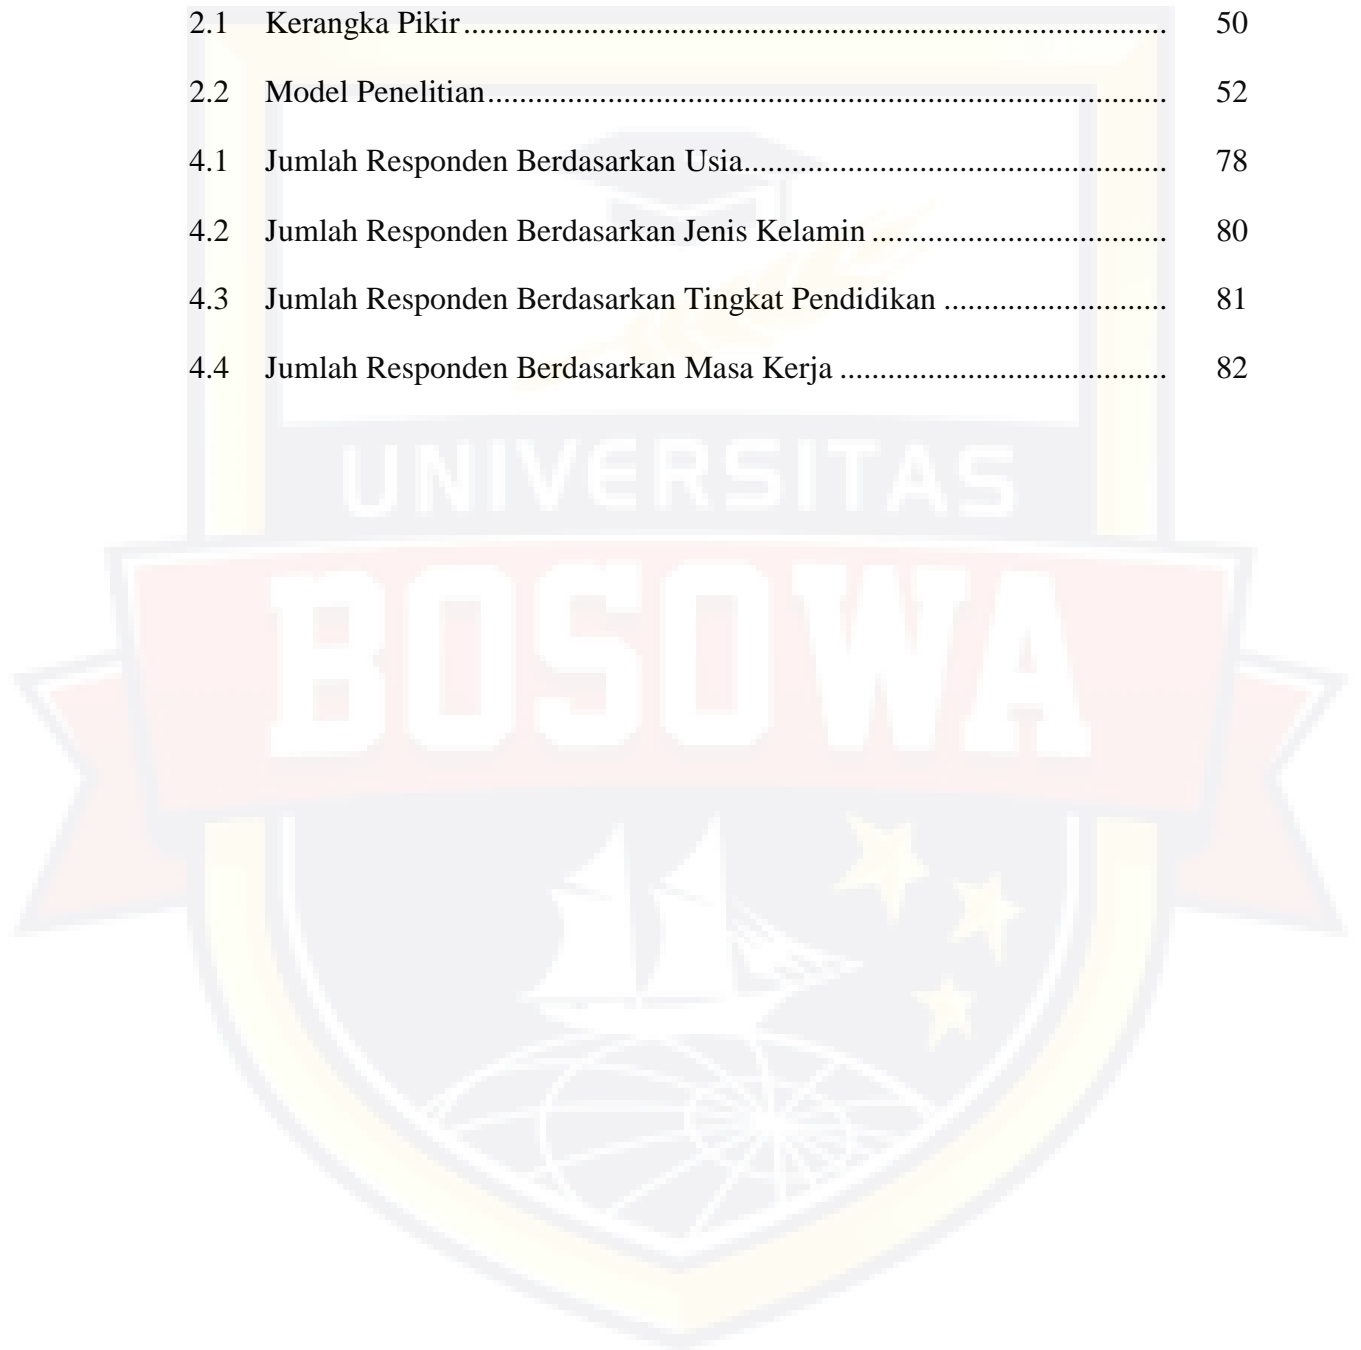 2.1 Kerangka Pikir........................................................................................ 50
2.2 Model Penelitian..................................................................................... 52
4.1 Jumlah Responden Berdasarkan Usia..................................................... 78
4.2 Jumlah Responden Berdasarkan Jenis Kelamin ..................................... 80
4.3 Jumlah Responden Berdasarkan Tingkat Pendidikan ............................ 81
4.4 Jumlah Responden Berdasarkan Masa Kerja ......................................... 82
UNIVERSITAS
BOSOWA